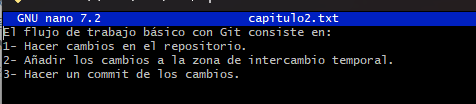 GNU nano 7.2 capitulo2.txt
El flujo de trabajo básico con Git consiste en:
1- Hacer cambios en el repositorio.
2- Añadir los cambios a la zona de intercambio temporal.
3- Hacer un commit de los cambios.